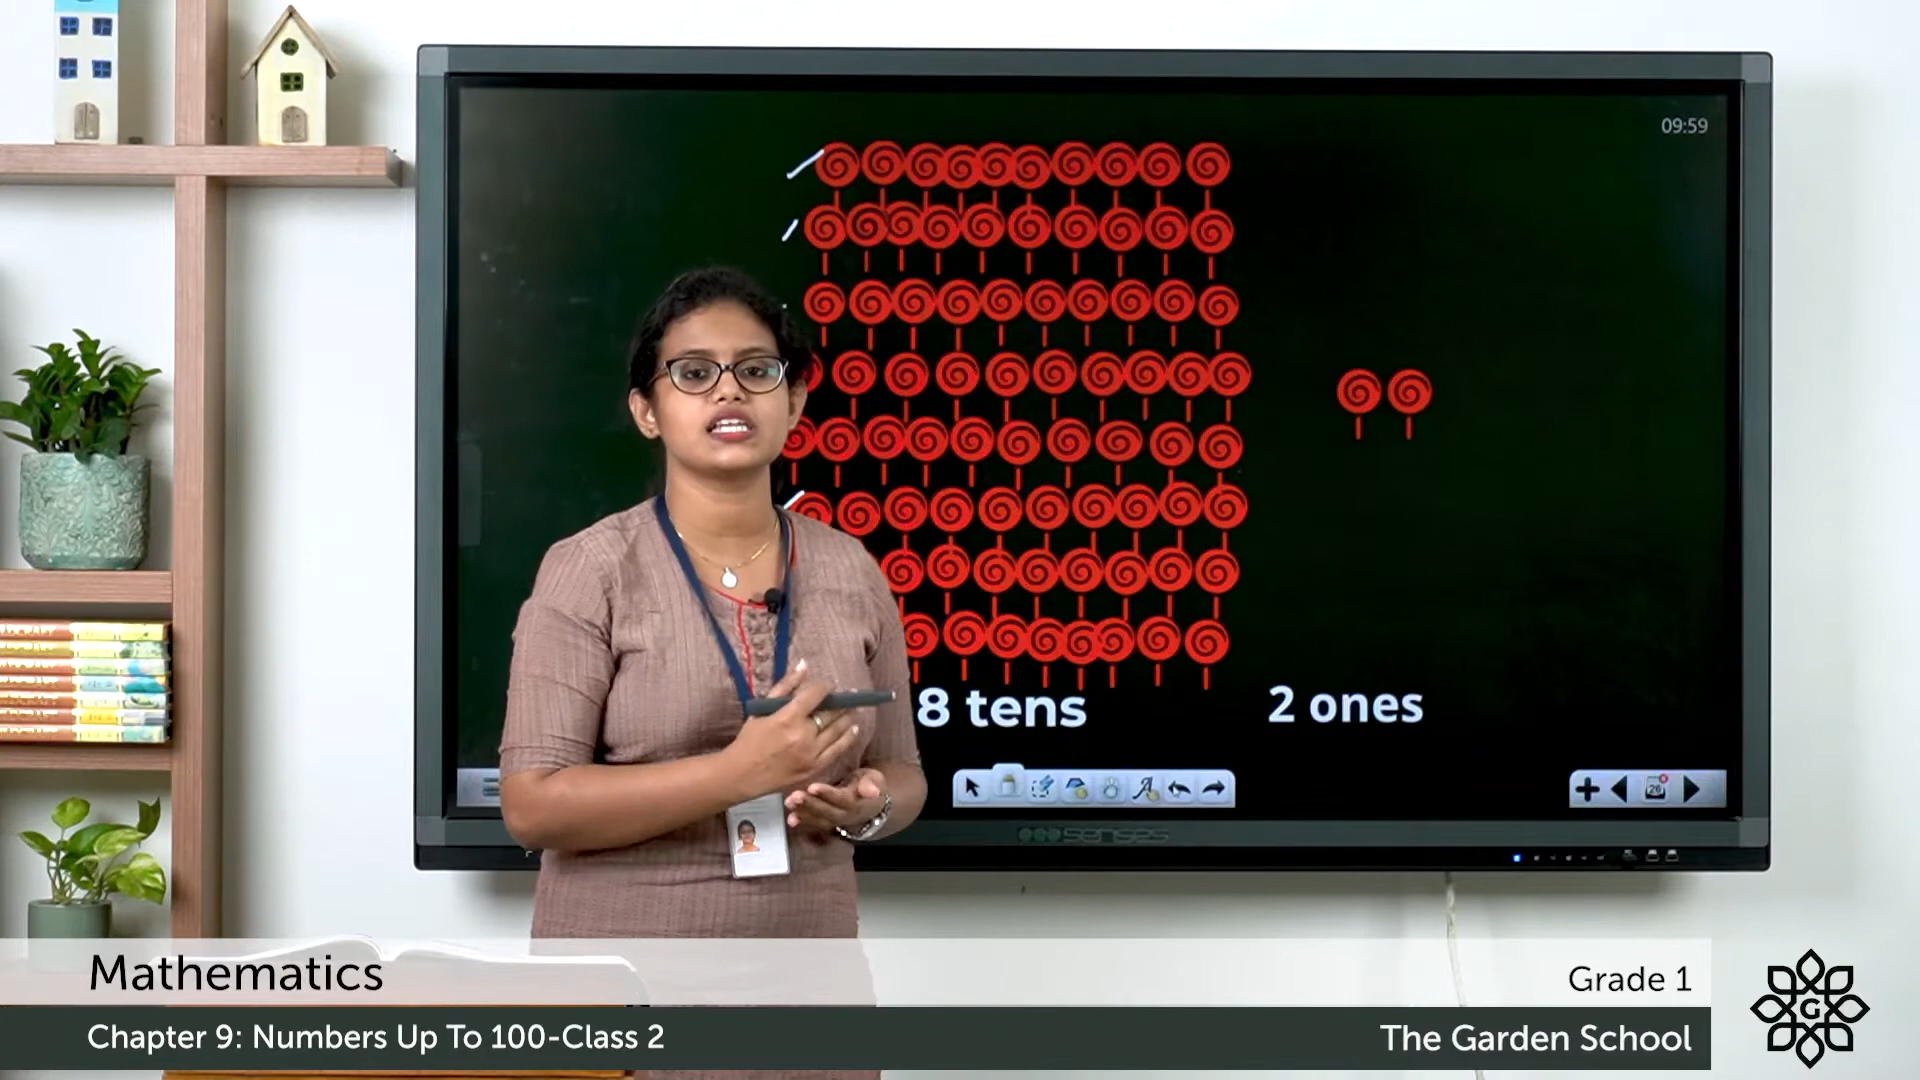 09:59
8 tens
2 ones
senses
Mathematics
Grade 1
Chapter 9: Numbers Up To 100-Class 2
The Garden School
G